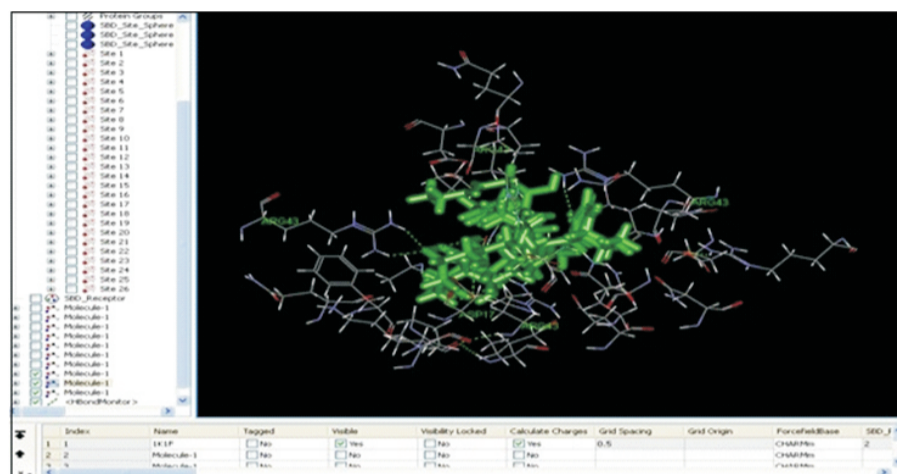 Protein Groups
SBD_Site_Sphere
SBD_Site_Sphere
SBD_Site_Sphere
Site 1
Site 2
Site 3
Site 4
Site 5
Site 6
Site 7
Site 8
Site 9
Site 10
Site 11
Site 12
Site 13
Site 14
Site 15
Site 16
Site 17
Site 18
Site 19
Site 20
Site 21
Site 22
Site 23
Site 24
Site 25
Site 26
SBD_Receptor
Molecule-1
Molecule-1
Molecule-1
Molecule-1
Molecule-1
Molecule-1
Molecule-1
Molecule-1
Molecule-1
Molecule-1
<HBondMonitor>
ARG43
ARG43
ARG43
Index Name Tagged Visible Visibility Locked Calculate Charges Grid Spacing Grid Origin ForcefieldBase
1 1 1K1F No Yes No Yes 0.5 CHARMm 2
2 2 Molecule-1 No No No No CHARMm